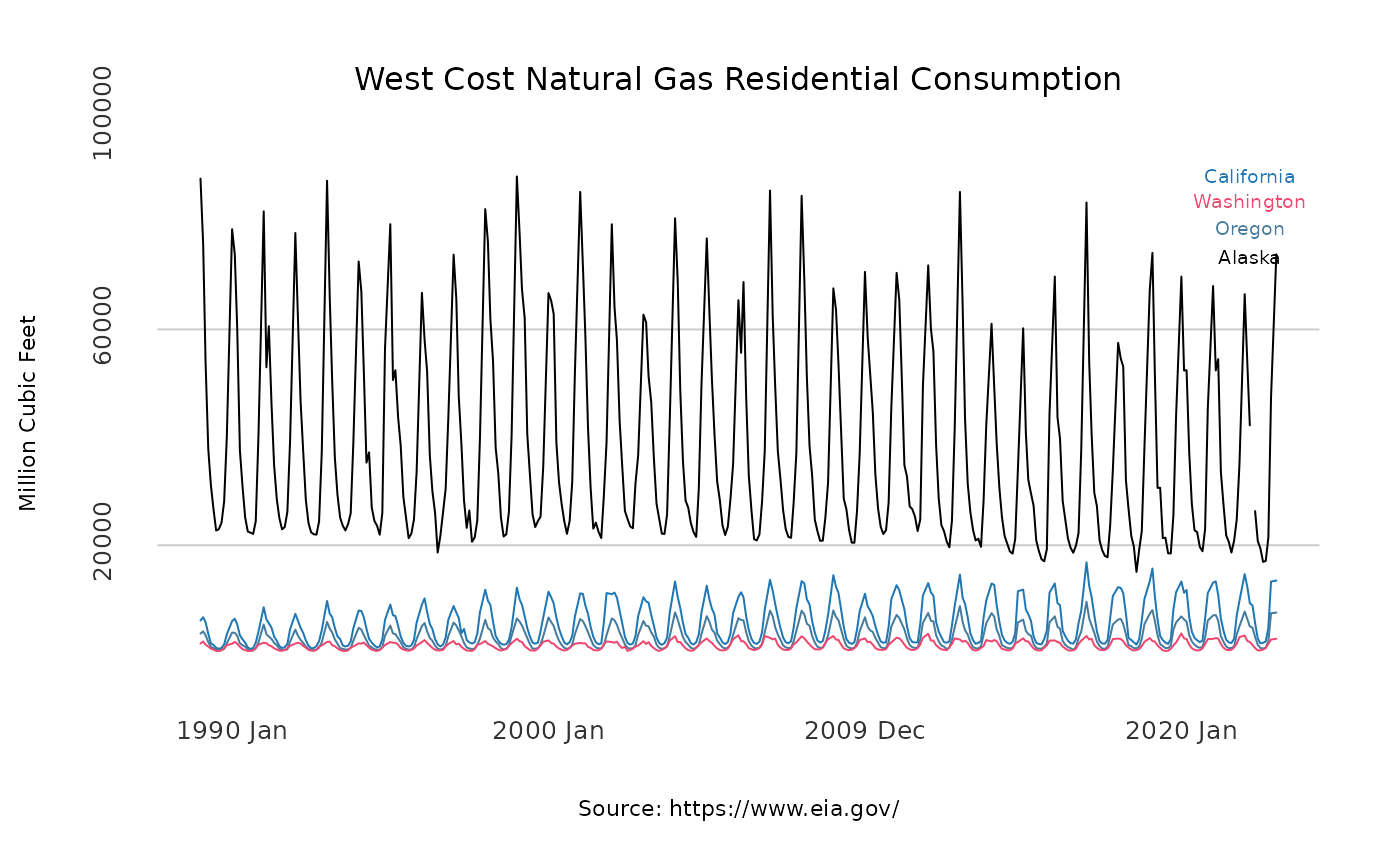 West Cost Natural Gas Residential Consumption
100000
60000
20000
Million Cubic Feet
California
Washington
Oregon
Alaska
1990 Jan
2000 Jan
2009 Dec
2020 Jan
Source: https://www.eia.gov/